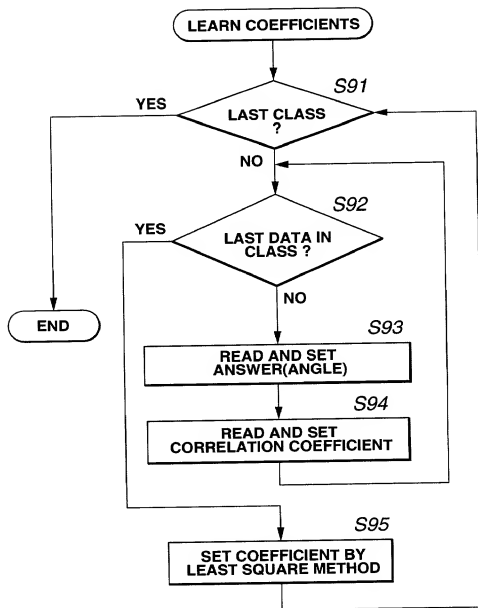 LEARN COEFFICIENTS
S91
YES
LAST CLASS
?
NO
S92
YES
LAST DATA IN
CLASS ?
NO
END
S93
READ AND SET
ANSWER(ANGLE)
S94
READ AND SET
CORRELATION COEFFICIENT
S95
SET COEFFICIENT BY
LEAST SQUARE METHOD